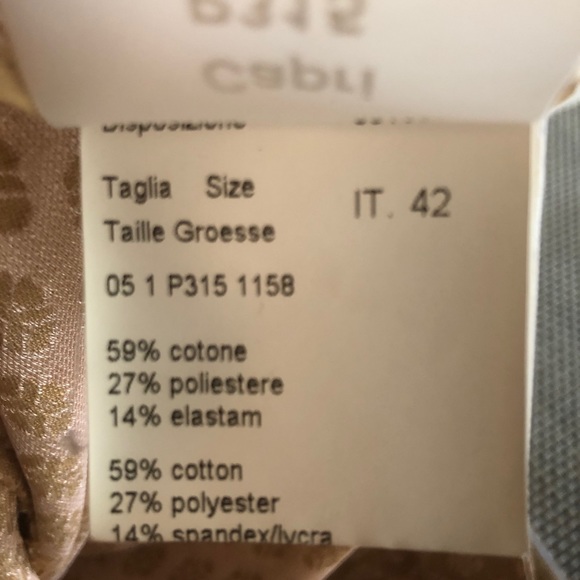 P315
Capri
Disposizione
Taglia Size
IT. 42
Taille Groesse
05 1 P315 1158
59% cotone
27% poliestere
14% elastam
59% cotton
27% polyester
14% spandex/lycra